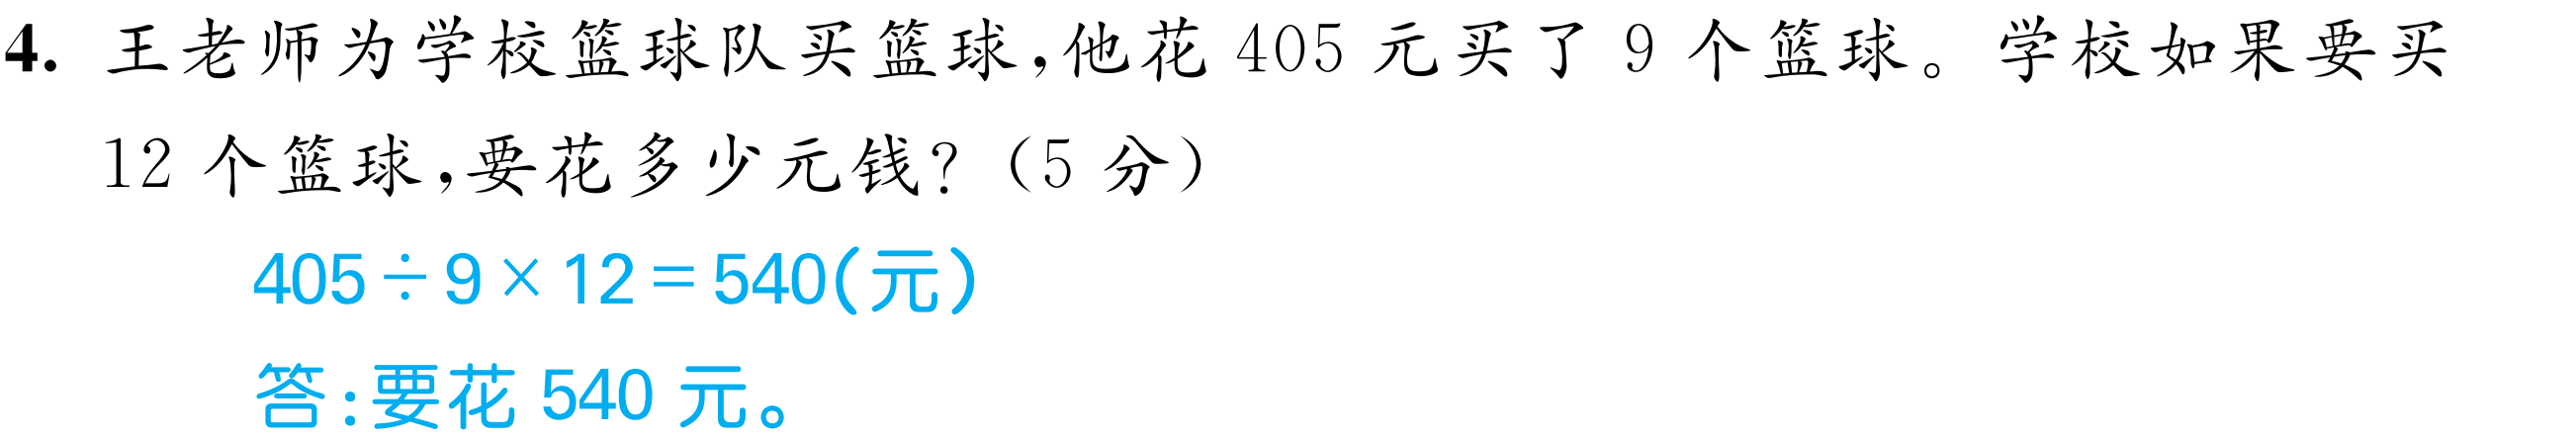 4. 王老师为学校篮球队买篮球,他花 405 元买了 9 个篮球。学校如果要买
12 个篮球,要花多少元钱?(5 分)
405÷9×12=540(元)
答:要花 540 元。